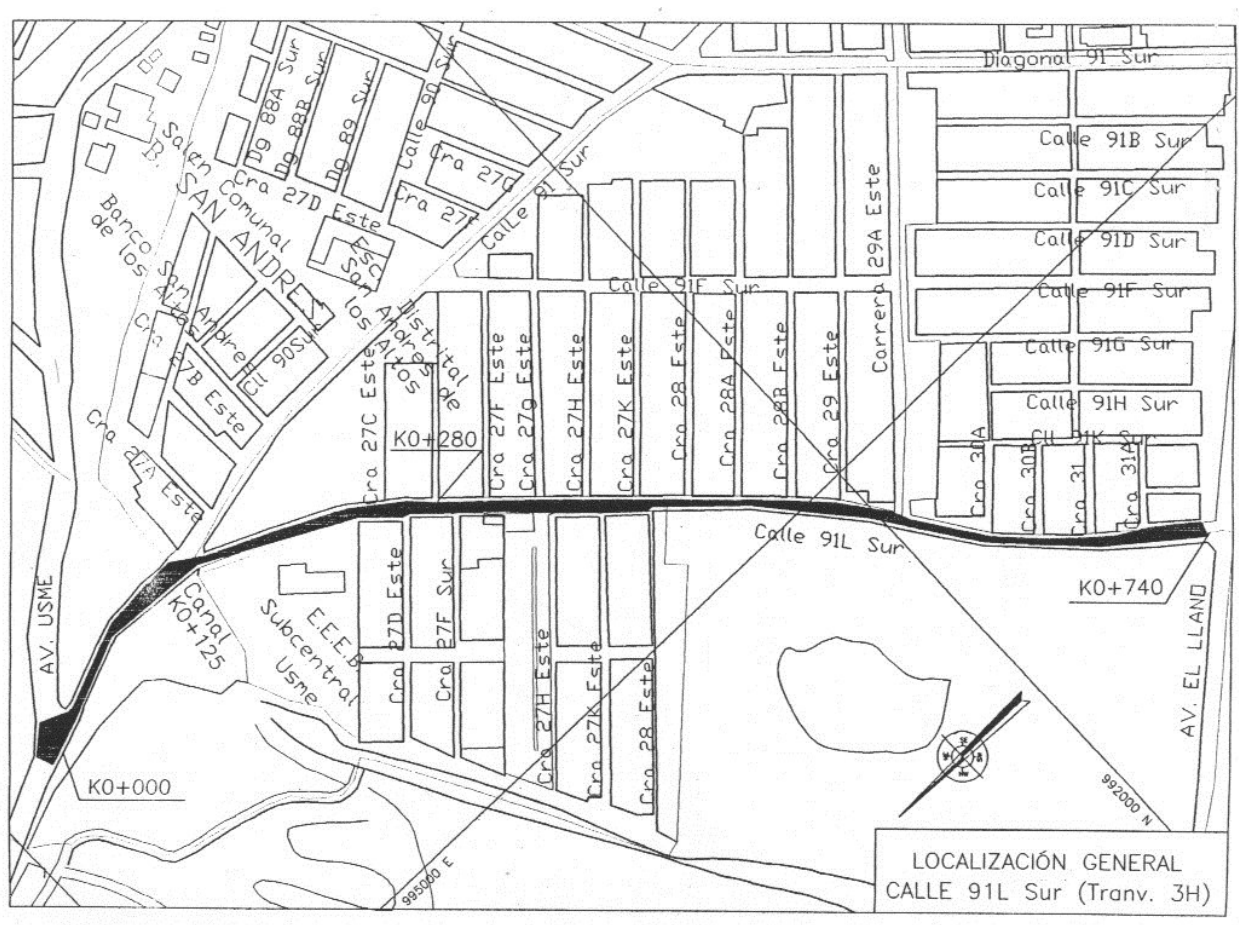 Diagonal 91 Sur
Calle 91B Sur
Calle 91C Sur
Calle 91D Sur
Calle 91F Sur
Calle 91G Sur
Calle 91H Sur
Dg 88A Sur
Dg 88B Sur
Dg 89 Sur
Calle 90 Sur
Cra 27G
Cra 27F
CalLe 91 Sur
Salen Comunal
B. SAN ANDRES
Cra 27D Este
Banco San Andres
de los Altos
Esc Distrital
San Andres de
los Altos
Cll 90Sur
Cra 27B Este
Cra 27A Este
Calle 91F Sur
Carrera 29A Este
Cra 27C Este
Cra 27F Este
Cra 27g Este
Cra 27H Este
Cra 27K Este
Cra 28 Este
Cra 28A Este
Cra 28B Este
Cra 29 Este
Cra 30A
Cra 30B
Cra 31
Cra 31A
K0+280
Calle 91L Sur
AV. USME
Canal
K0+125
E.E.E.B
Subcentral
Usme
Cra 27D Este
Cra 27F Sur
Cra 27H Este
Cra 27K Este
Cra 28 Este
K0+740
AV. EL LLANO
K0+000
995000 E
992000 N
LOCALIZACIÓN GENERAL
CALLE 91L Sur (Tranv. 3H)